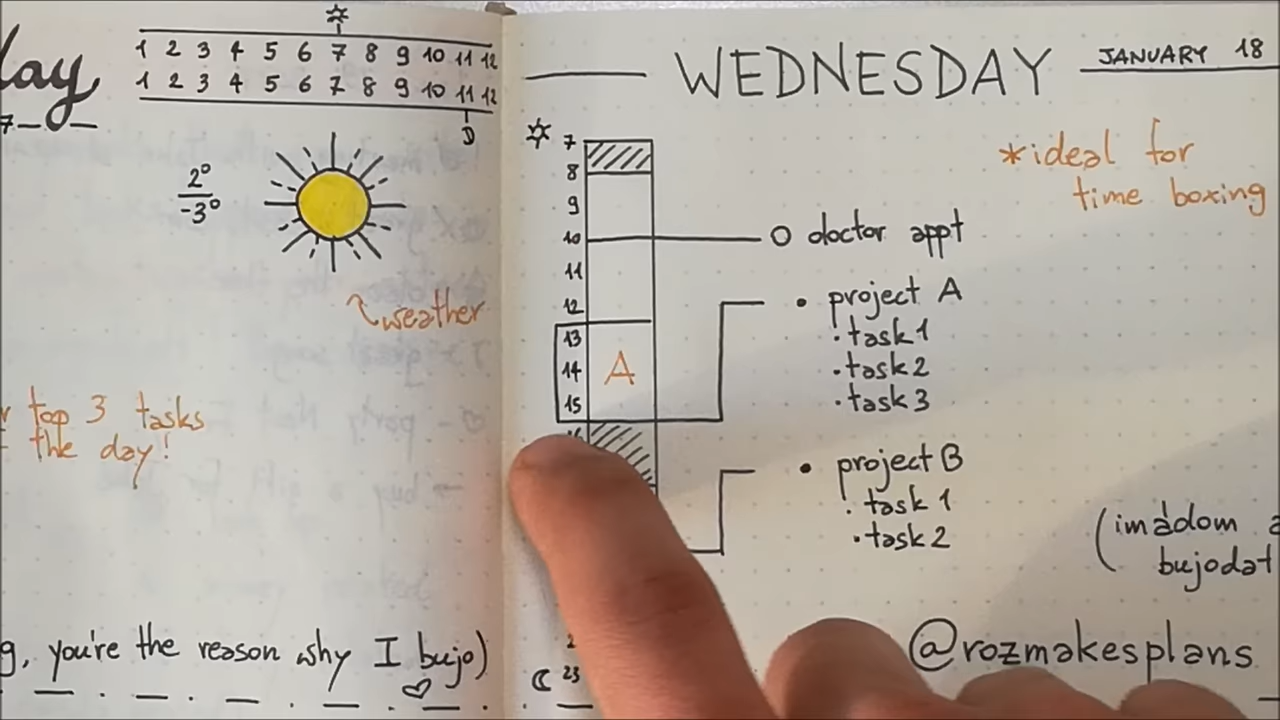 1 2 3 4 5 6 7 8 9 10 11 12
1 2 3 4 5 6 7 8 9 10 11 12
D
2°
-3°
weather
top 3 tasks
the day!
you're the reason why I bujo)
WEDNESDAY
JANUARY 18
*ideal for
time boxing
7
8
9
10
11
12
13
14
15
23
A
doctor appt
• project A
· task 1
· task 2
· task 3
• project B
· task 1
· task 2
(imádom a
bujodat
@rozmakesplans